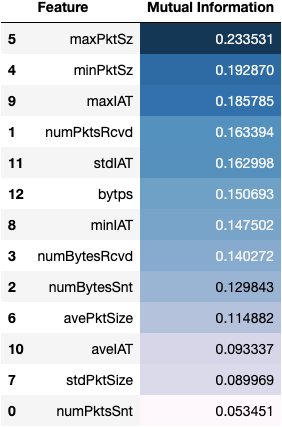 Feature Mutual Information
5 maxPktSz 0.233531
4 minPktSz 0.192870
9 maxIAT 0.185785
1 numPktsRcvd 0.163394
11 stdIAT 0.162998
12 bytps 0.150693
8 minIAT 0.147502
3 numBytesRcvd 0.140272
2 numBytesSnt 0.129843
6 avePktSize 0.114882
10 aveIAT 0.093337
7 stdPktSize 0.089969
0 numPktsSnt 0.053451